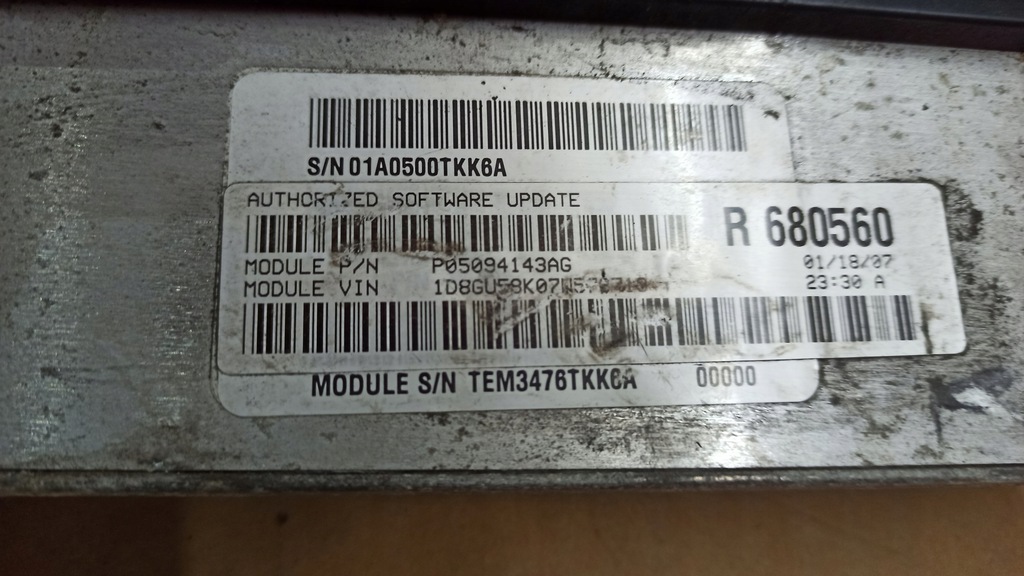 S/N 01A0500TKK6A
AUTHORIZED SOFTWARE UPDATE
R 680560
MODULE P/N P05094143AG
01/18/07
MODULE VIN
23:30 A
MODULE S/N TEM3476TKK6A 00000